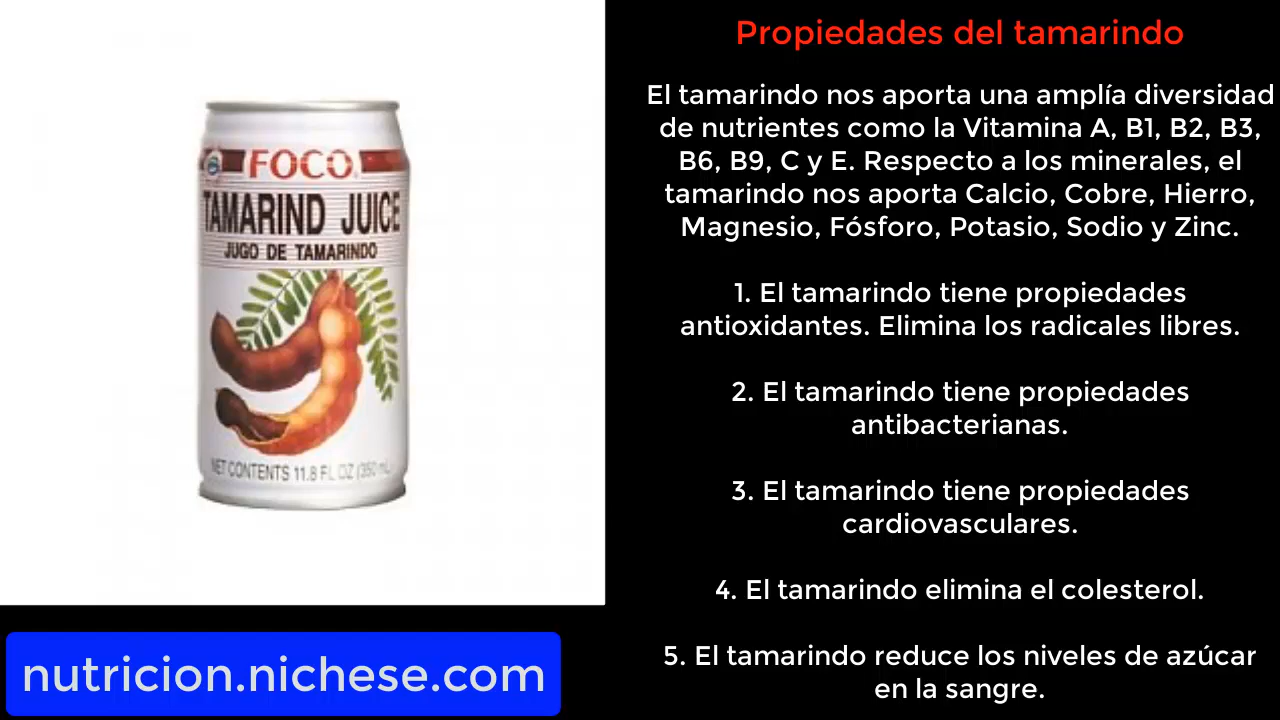 FOCO
TAMARIND JUICE
JUGO DE TAMARINDO
NET CONTENTS 11.8 FL OZ (350 mL)
nutricion.nichese.com
Propiedades del tamarindo
El tamarindo nos aporta una amplía diversidad
de nutrientes como la Vitamina A, B1, B2, B3,
B6, B9, C y E. Respecto a los minerales, el
tamarindo nos aporta Calcio, Cobre, Hierro,
Magnesio, Fósforo, Potasio, Sodio y Zinc.
1. El tamarindo tiene propiedades
antioxidantes. Elimina los radicales libres.
2. El tamarindo tiene propiedades
antibacterianas.
3. El tamarindo tiene propiedades
cardiovasculares.
4. El tamarindo elimina el colesterol.
5. El tamarindo reduce los niveles de azúcar
en la sangre.